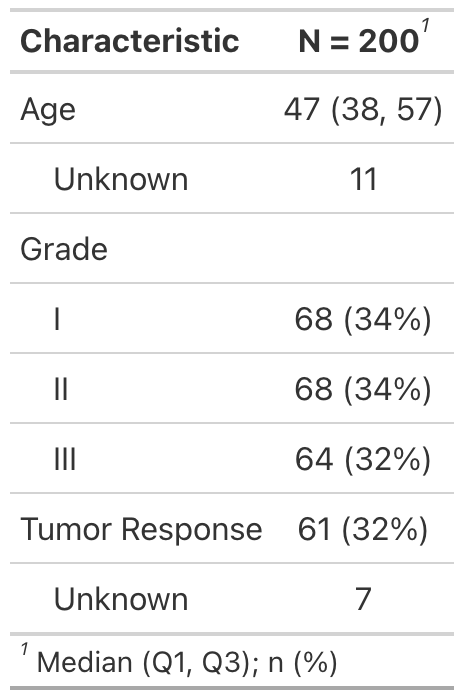 Characteristic N = 200¹
Age 47 (38, 57)
Unknown 11
Grade
I 68 (34%)
II 68 (34%)
III 64 (32%)
Tumor Response 61 (32%)
Unknown 7
¹ Median (Q1, Q3); n (%)